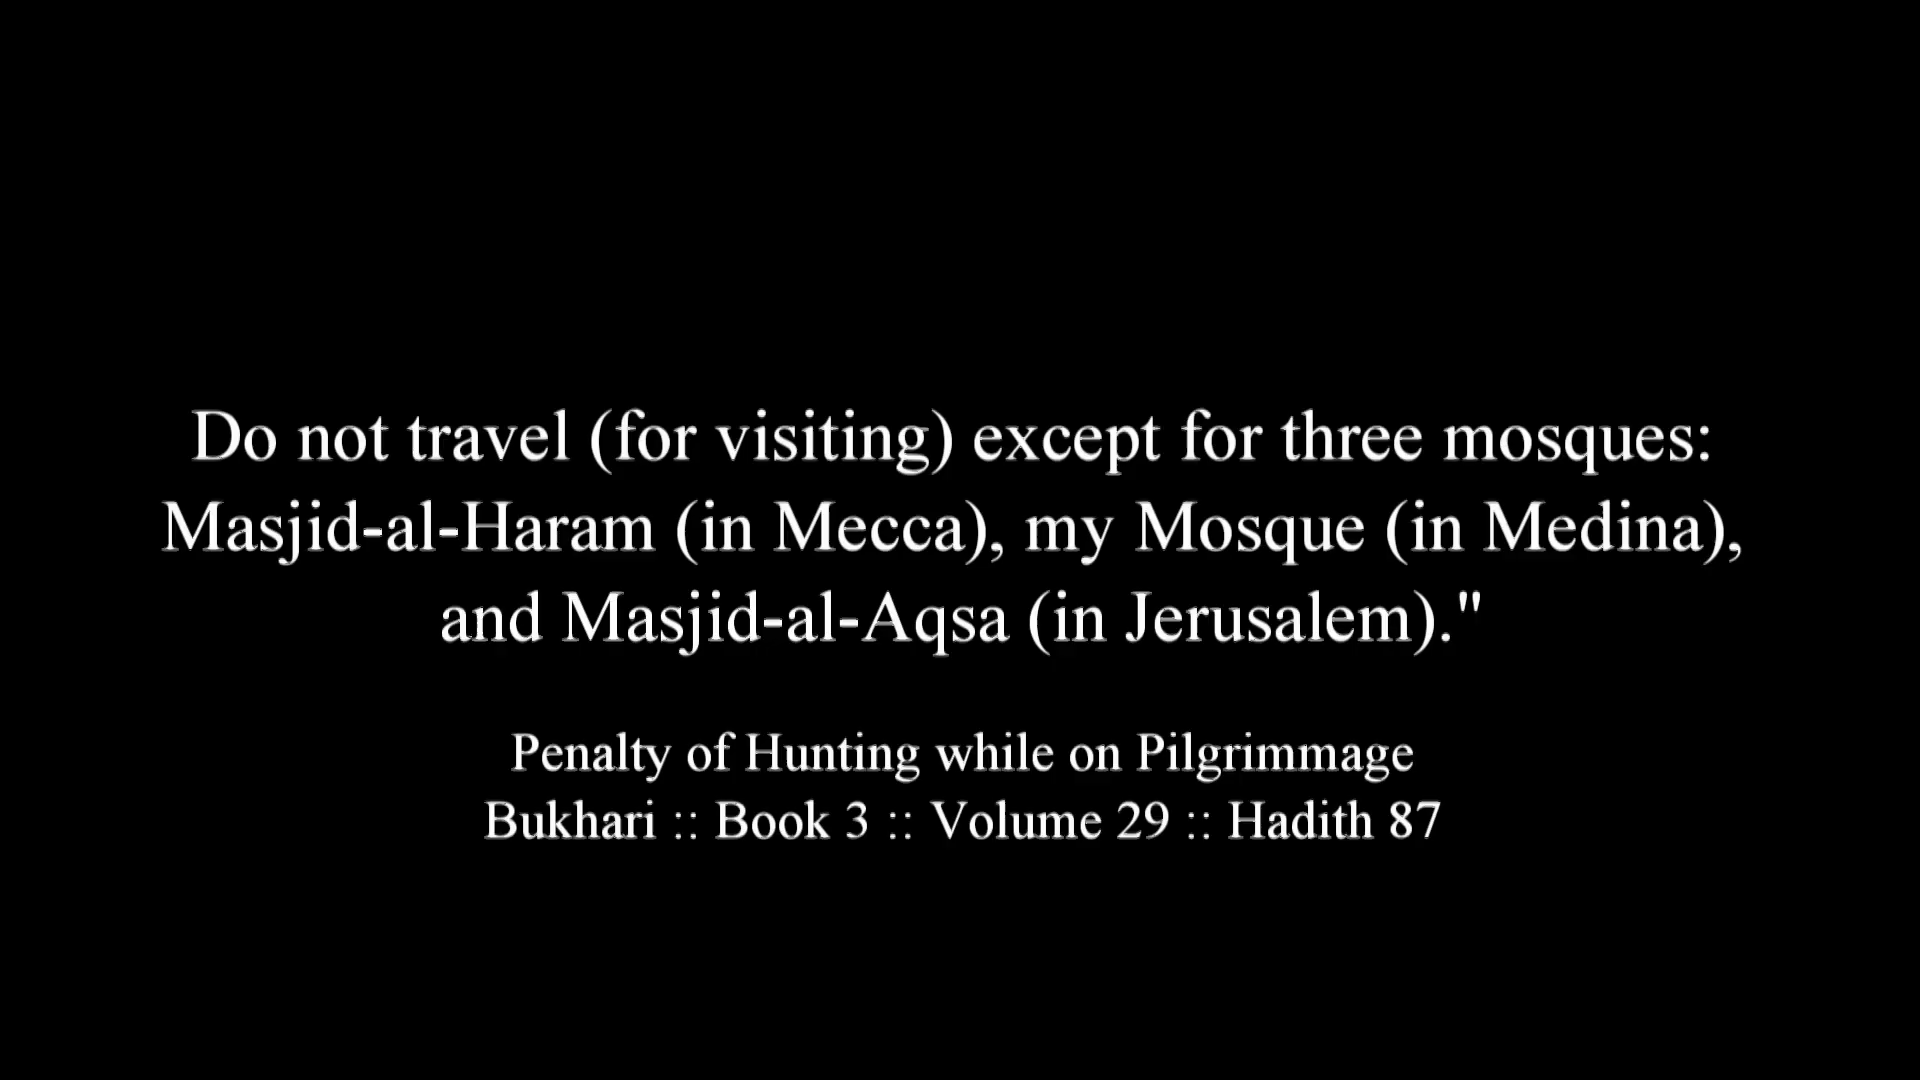 Do not travel (for visiting) except for three mosques:
Masjid-al-Haram (in Mecca), my Mosque (in Medina),
and Masjid-al-Aqsa (in Jerusalem)."
Penalty of Hunting while on Pilgrimmage
Bukhari :: Book 3 :: Volume 29 :: Hadith 87